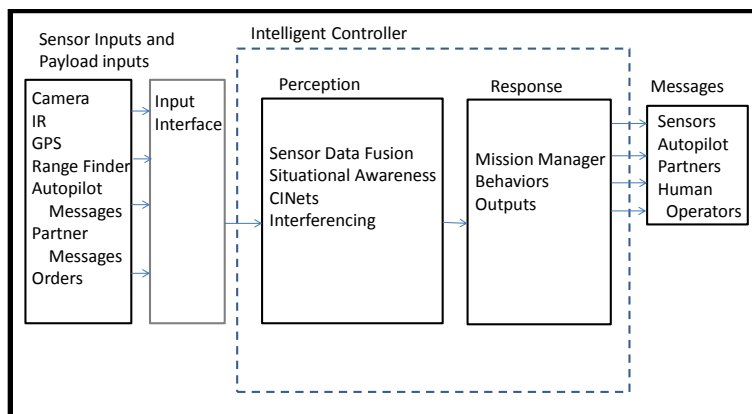 Sensor Inputs and
Payload inputs
Camera
IR
GPS
Range Finder
Autopilot
Messages
Partner
Messages
Orders
Input
Interface
Intelligent Controller
Perception
Sensor Data Fusion
Situational Awareness
CINets
Interferencing
Response
Mission Manager
Behaviors
Outputs
Messages
Sensors
Autopilot
Partners
Human
Operators